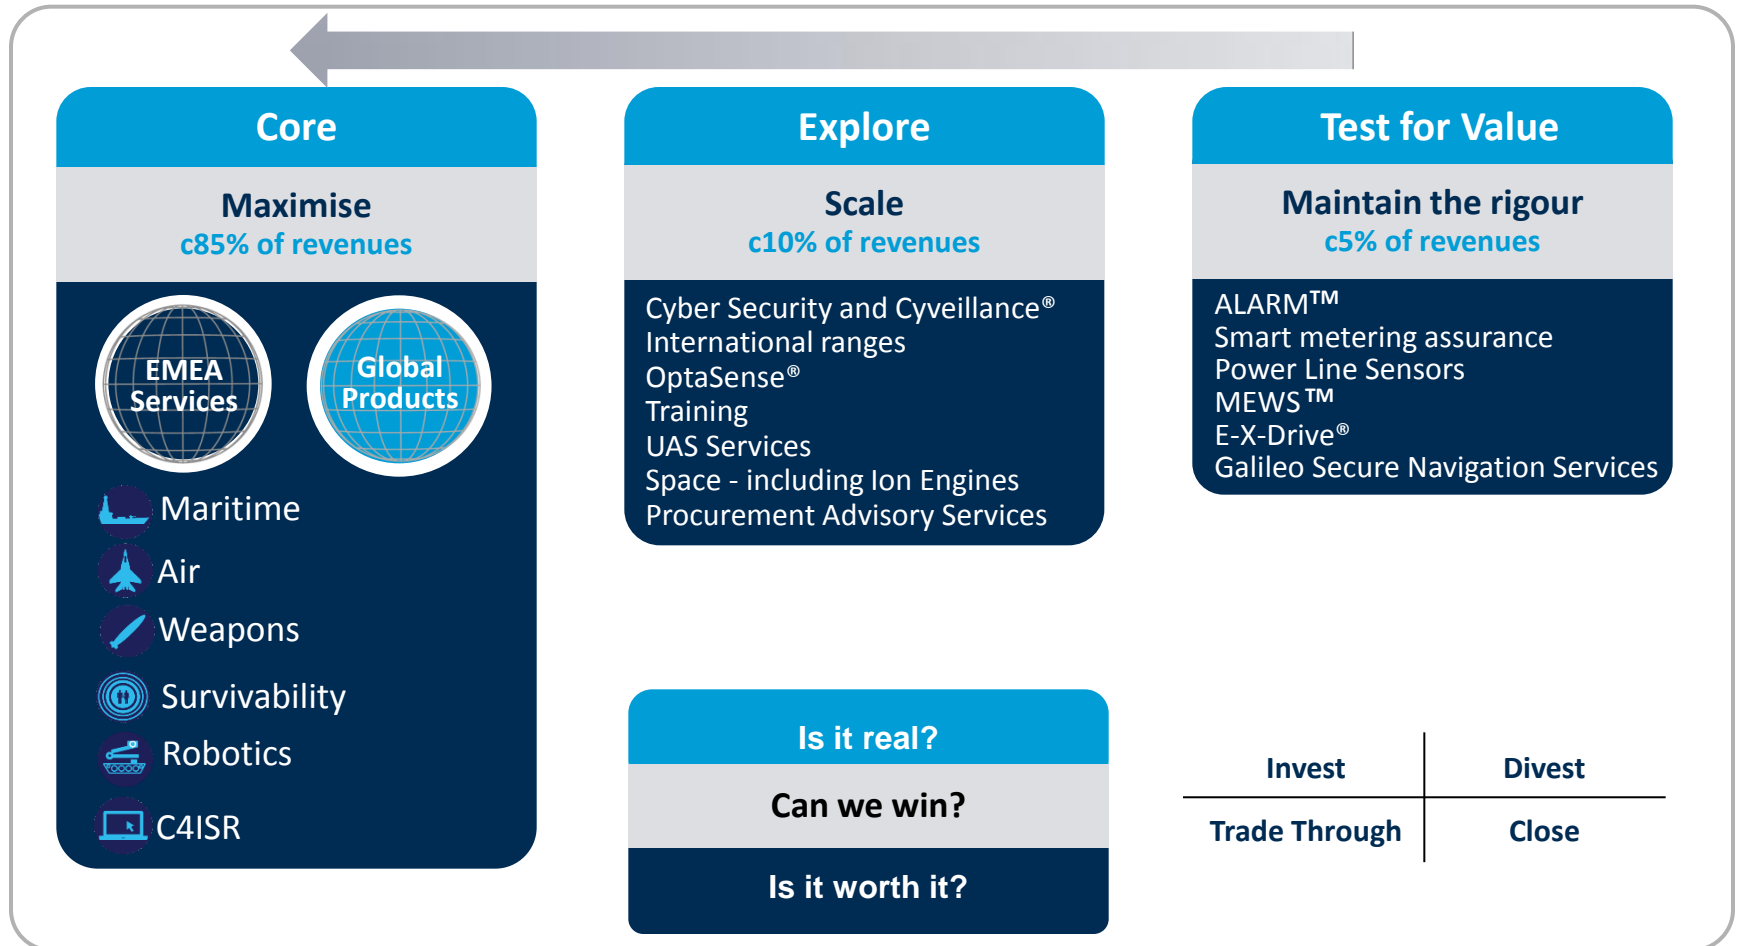 Core
Maximise
c85% of revenues
EMEA
Services
Global
Products
Maritime
Air
Weapons
Survivability
Robotics
C4ISR
Explore
Scale
c10% of revenues
Cyber Security and Cyveillance®
International ranges
OptaSense®
Training
UAS Services
Space - including Ion Engines
Procurement Advisory Services
Test for Value
Maintain the rigour
c5% of revenues
ALARM™
Smart metering assurance
Power Line Sensors
MEWS™
E-X-Drive®
Galileo Secure Navigation Services
Is it real?
Can we win?
Is it worth it?
Invest
Divest
Trade Through
Close